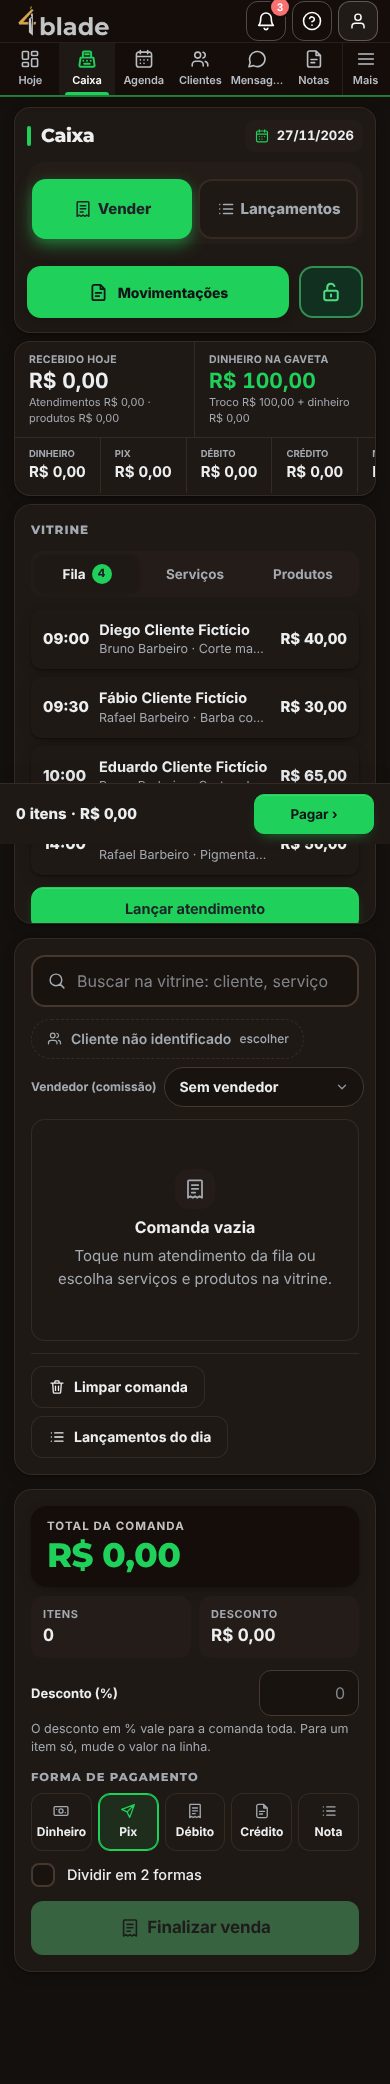 4blade
3
Hoje
Caixa
Agenda
Clientes
Mensag...
Notas
Mais
Caixa
27/11/2026
Vender
Lançamentos
Movimentações
RECEBIDO HOJE
R$ 0,00
Atendimentos R$ 0,00 ·
produtos R$ 0,00
DINHEIRO NA GAVETA
R$ 100,00
Troco R$ 100,00 + dinheiro
R$ 0,00
DINHEIRO
R$ 0,00
PIX
R$ 0,00
DÉBITO
R$ 0,00
CRÉDITO
R$ 0,00
VITRINE
Fila 4
Serviços
Produtos
09:00
Diego Cliente Fictício
Bruno Barbeiro · Corte ma...
R$ 40,00
09:30
Fábio Cliente Fictício
Rafael Barbeiro · Barba co...
R$ 30,00
10:00
Eduardo Cliente Fictício
R$ 65,00
0 itens · R$ 0,00
Pagar ›
14:00
Rafael Barbeiro · Pigmenta...
R$ 50,00
Lançar atendimento
Buscar na vitrine: cliente, serviço
Cliente não identificado escolher
Vendedor (comissão)
Sem vendedor
Comanda vazia
Toque num atendimento da fila ou
escolha serviços e produtos na vitrine.
Limpar comanda
Lançamentos do dia
TOTAL DA COMANDA
R$ 0,00
ITENS
0
DESCONTO
R$ 0,00
Desconto (%)
0
O desconto em % vale para a comanda toda. Para um
item só, mude o valor na linha.
FORMA DE PAGAMENTO
Dinheiro
Pix
Débito
Crédito
Nota
Dividir em 2 formas
Finalizar venda